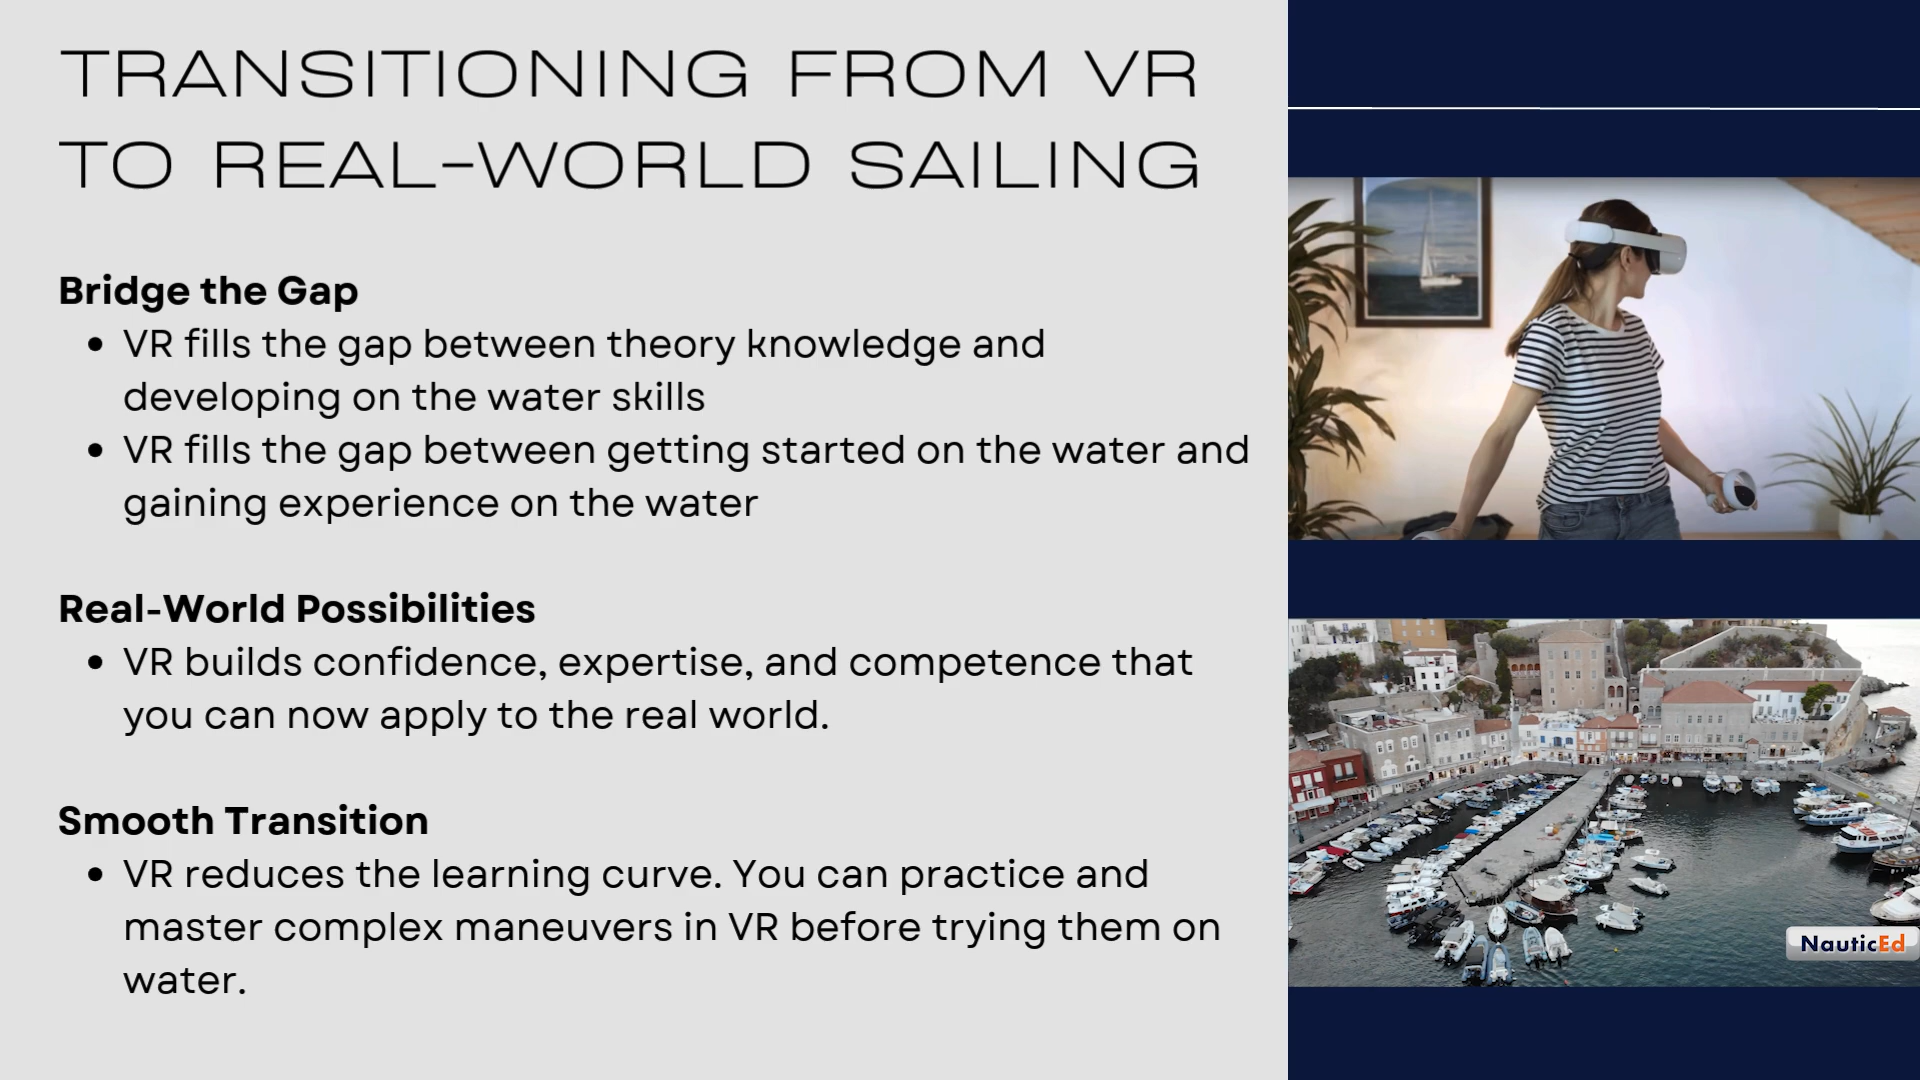 TRANSITIONING FROM VR
TO REAL-WORLD SAILING
Bridge the Gap
• VR fills the gap between theory knowledge and
developing on the water skills
• VR fills the gap between getting started on the water and
gaining experience on the water
Real-World Possibilities
• VR builds confidence, expertise, and competence that
you can now apply to the real world.
Smooth Transition
• VR reduces the learning curve. You can practice and
master complex maneuvers in VR before trying them on
water.
NauticEd